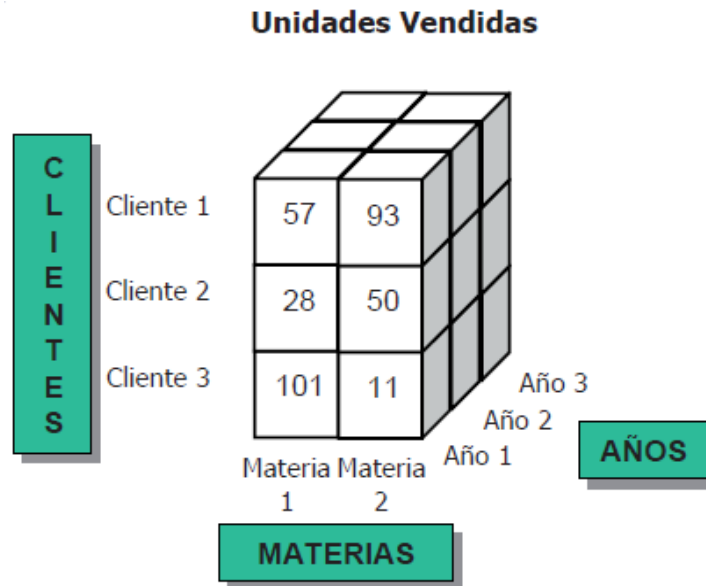 Unidades Vendidas
CLIENTES
Cliente 1
57 93
Cliente 2
28 50
Cliente 3
101 11
Materia 1
Materia 2
Año 1
Año 2
Año 3
AÑOS
MATERIAS